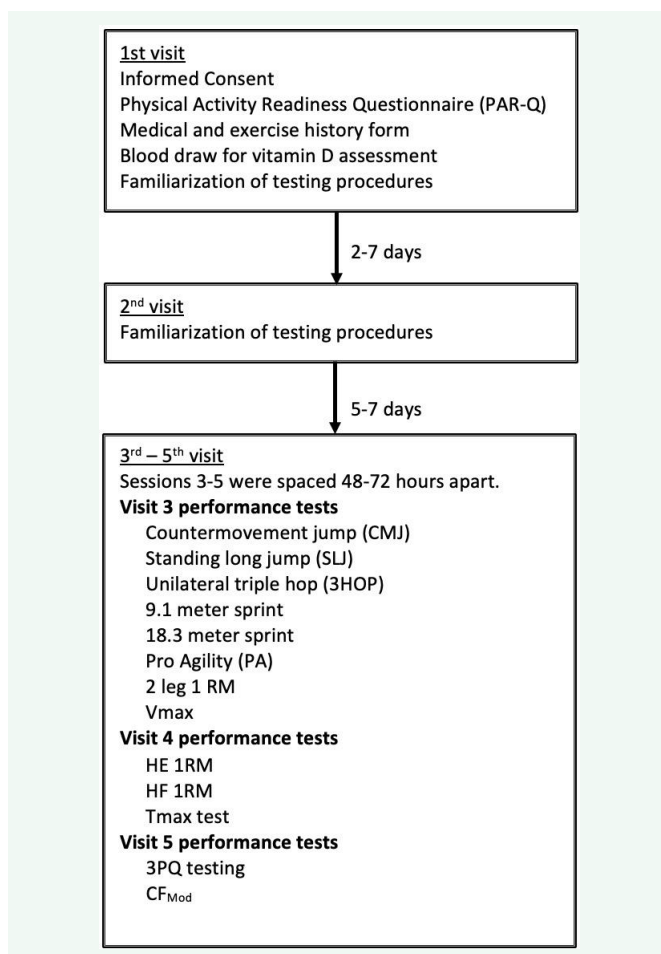 1st visit
Informed Consent
Physical Activity Readiness Questionnaire (PAR-Q)
Medical and exercise history form
Blood draw for vitamin D assessment
Familiarization of testing procedures
2-7 days
2nd visit
Familiarization of testing procedures
5-7 days
3rd – 5th visit
Sessions 3-5 were spaced 48-72 hours apart.
Visit 3 performance tests
Countermovement jump (CMJ)
Standing long jump (SLJ)
Unilateral triple hop (3HOP)
9.1 meter sprint
18.3 meter sprint
Pro Agility (PA)
2 leg 1 RM
Vmax
Visit 4 performance tests
HE 1RM
HF 1RM
Tmax test
Visit 5 performance tests
3PQ testing
CFMod